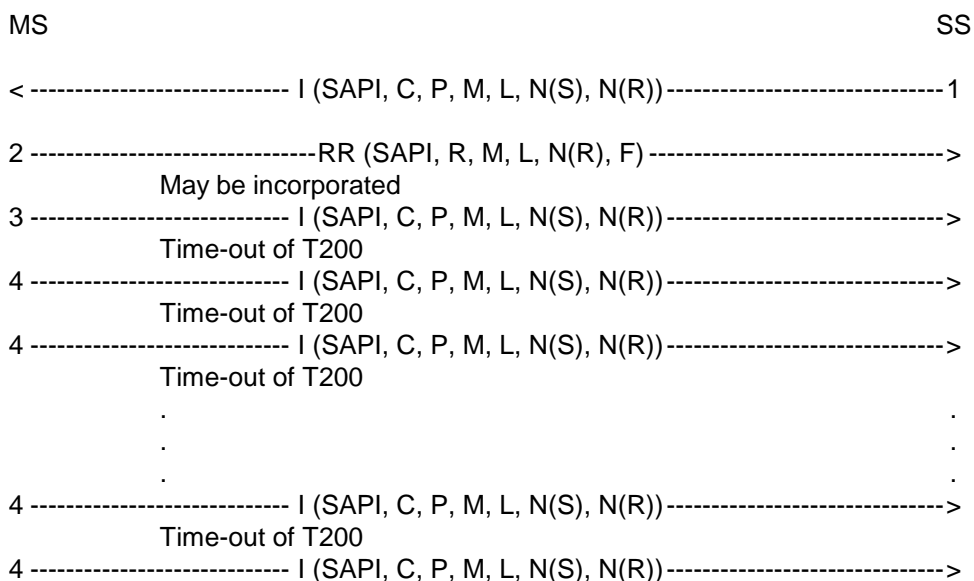 MS SS
< ----------------------------- I (SAPI, C, P, M, L, N(S), N(R))-------------------------------1
2 --------------------------------RR (SAPI, R, M, L, N(R), F) --------------------------------->
May be incorporated
3 ----------------------------- I (SAPI, C, P, M, L, N(S), N(R))------------------------------->
Time-out of T200
4 ----------------------------- I (SAPI, C, P, M, L, N(S), N(R))------------------------------->
Time-out of T200
4 ----------------------------- I (SAPI, C, P, M, L, N(S), N(R))------------------------------->
Time-out of T200
. .
. .
. .
4 ----------------------------- I (SAPI, C, P, M, L, N(S), N(R))------------------------------->
Time-out of T200
4 ----------------------------- I (SAPI, C, P, M, L, N(S), N(R))------------------------------->